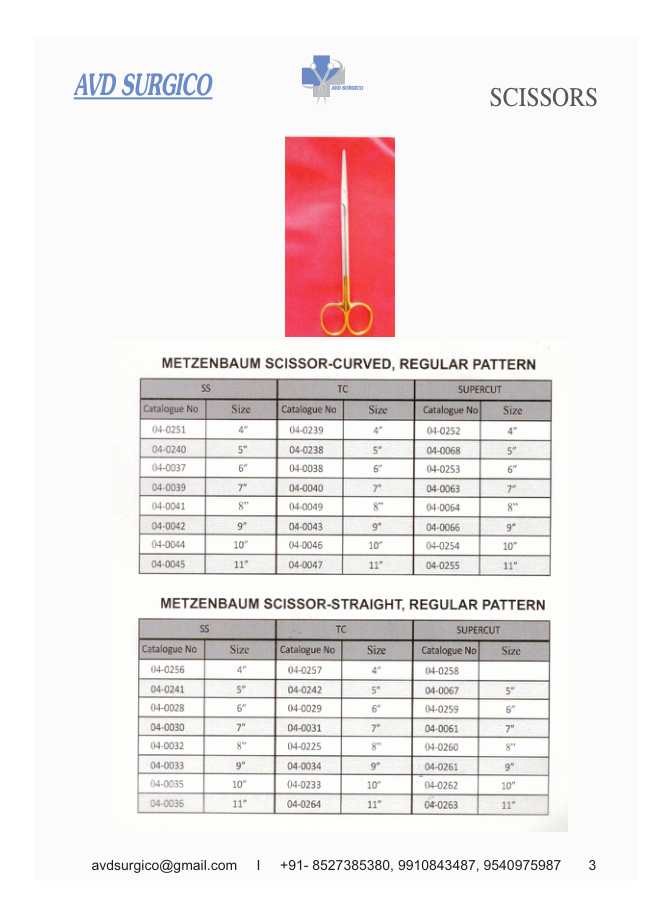 AVD SURGICO
AVD SURGICO
SCISSORS
METZENBAUM SCISSOR-CURVED, REGULAR PATTERN
SS TC SUPERCUT
Catalogue No Size Catalogue No Size Catalogue No Size
04-0251 4" 04-0239 4" 04-0252 4"
04-0240 5" 04-0238 5" 04-0068 5"
04-0037 6" 04-0038 6" 04-0253 6"
04-0039 7" 04-0040 7" 04-0063 7"
04-0041 8" 04-0049 8" 04-0064 8"
04-0042 9" 04-0043 9" 04-0066 9"
04-0044 10" 04-0046 10" 04-0254 10"
04-0045 11" 04-0047 11" 04-0255 11"
METZENBAUM SCISSOR-STRAIGHT, REGULAR PATTERN
SS TC SUPERCUT
Catalogue No Size Catalogue No Size Catalogue No Size
04-0256 4" 04-0257 4" 04-0258
04-0241 5" 04-0242 5" 04-0067 5"
04-0028 6" 04-0029 6" 04-0259 6"
04-0030 7" 04-0031 7" 04-0061 7"
04-0032 8" 04-0225 8" 04-0260 8"
04-0033 9" 04-0034 9" 04-0261 9"
04-0035 10" 04-0233 10" 04-0262 10"
04-0036 11" 04-0264 11" 04-0263 11"
avdsurgico@gmail.com I +91- 8527385380, 9910843487, 9540975987 3